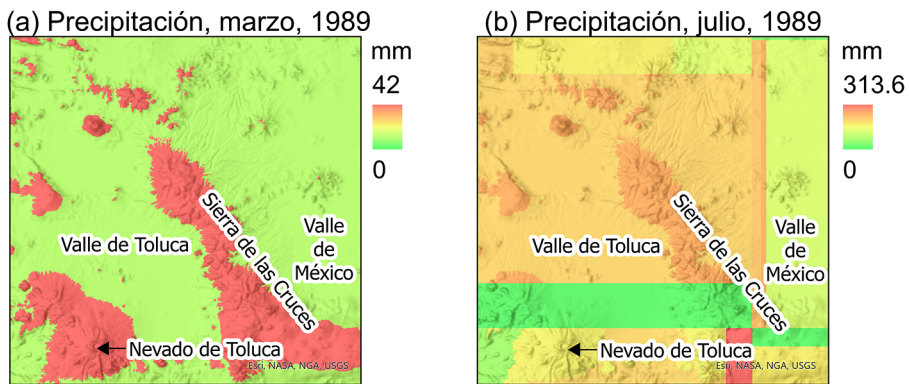 (a) Precipitación, marzo, 1989
mm
42
0
Valle de Toluca
Sierra de las Cruces
Valle
de
México
Nevado de Toluca
Esri, NASA, NGA, USGS
(b) Precipitación, julio, 1989
mm
313.6
0
Valle de Toluca
Sierra de las Cruces
Valle
de
México
Nevado de Toluca
Esri, NASA, NGA, USGS